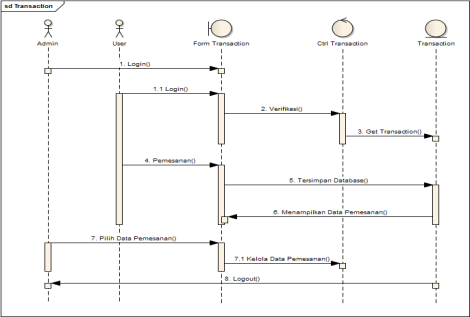 sd Transaction
Admin
User
Form Transaction
Ctrl Transaction
Transaction
1. Login()
1.1 Login()
2. Verifikasi()
3. Get Transaction()
4. Pemesanan()
5. Tersimpan Database()
6. Menampilkan Data Pemesanan()
7. Pilih Data Pemesanan()
7.1 Kelola Data Pemesanan()
8. Logout()